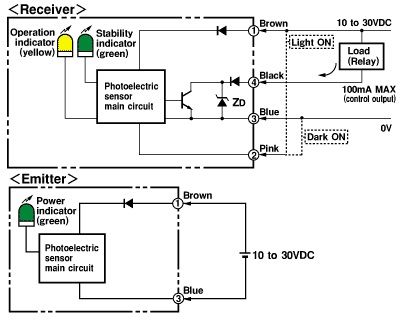 <Receiver>
Operation indicator (yellow)
Stability indicator (green)
Photoelectric sensor main circuit
ZD
1
Brown
10 to 30VDC
Light ON
Load (Relay)
4
Black
100mA MAX
(control output)
3
Blue
0V
Dark ON
2
Pink
<Emitter>
Power indicator (green)
Photoelectric sensor main circuit
1
Brown
10 to 30VDC
3
Blue